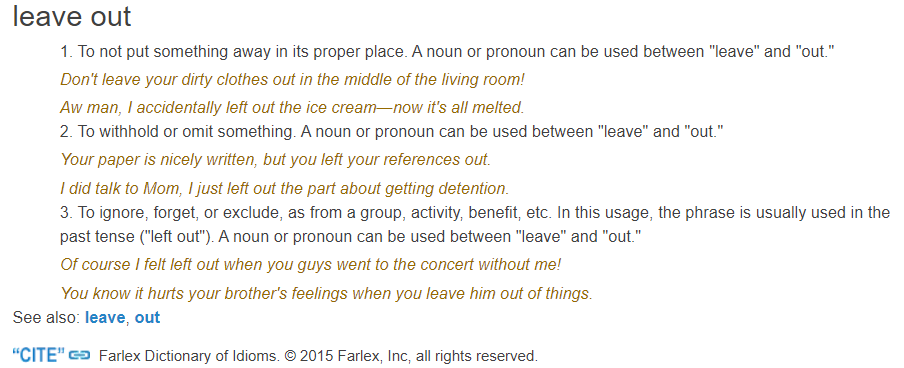 leave out
1. To not put something away in its proper place. A noun or pronoun can be used between "leave" and "out."
Don't leave your dirty clothes out in the middle of the living room!
Aw man, I accidentally left out the ice cream—now it's all melted.
2. To withhold or omit something. A noun or pronoun can be used between "leave" and "out."
Your paper is nicely written, but you left your references out.
I did talk to Mom, I just left out the part about getting detention.
3. To ignore, forget, or exclude, as from a group, activity, benefit, etc. In this usage, the phrase is usually used in the
past tense ("left out"). A noun or pronoun can be used between "leave" and "out."
Of course I felt left out when you guys went to the concert without me!
You know it hurts your brother's feelings when you leave him out of things.
See also: leave, out
“CITE” Farlex Dictionary of Idioms. © 2015 Farlex, Inc, all rights reserved.